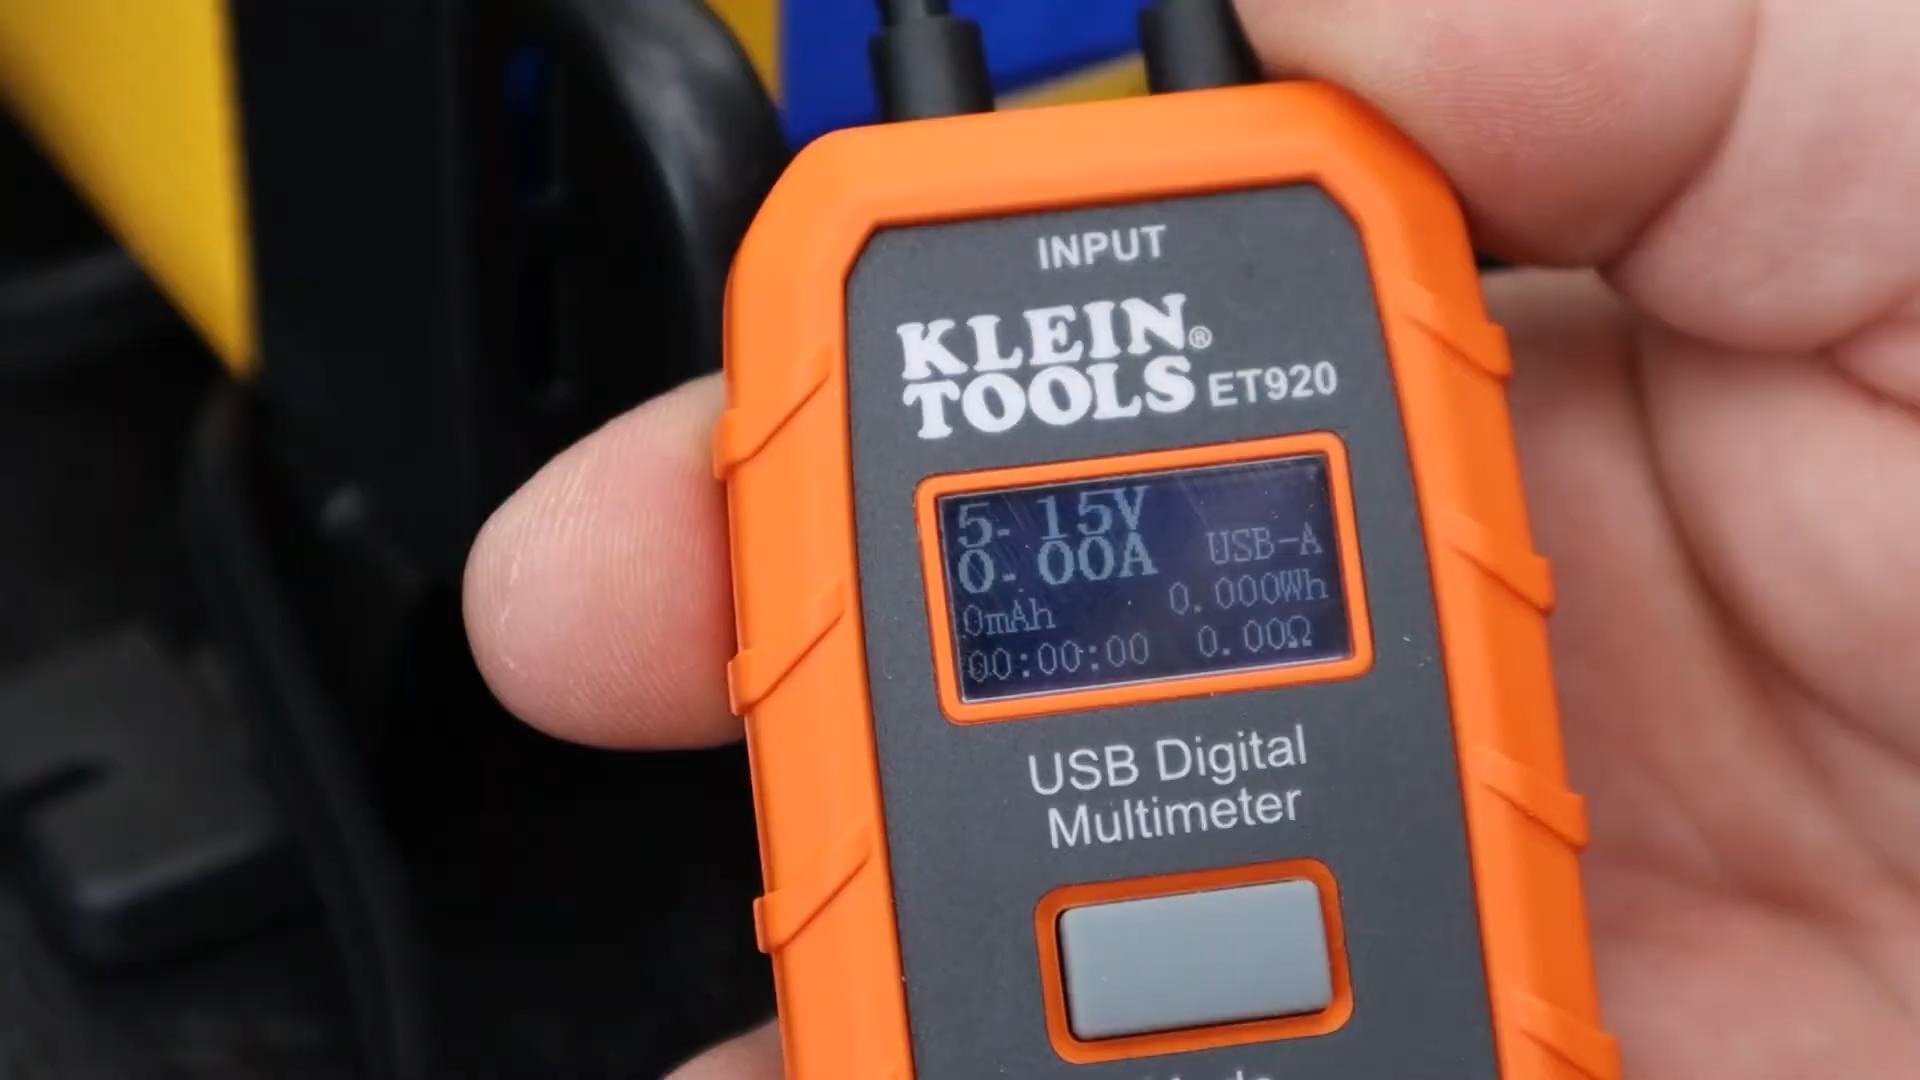 INPUT
KLEIN
TOOLS® ET920
5.15V
0.00A USB-A
0mAh 0.000Wh
00:00:00 0.00Ω
USB Digital
Multimeter